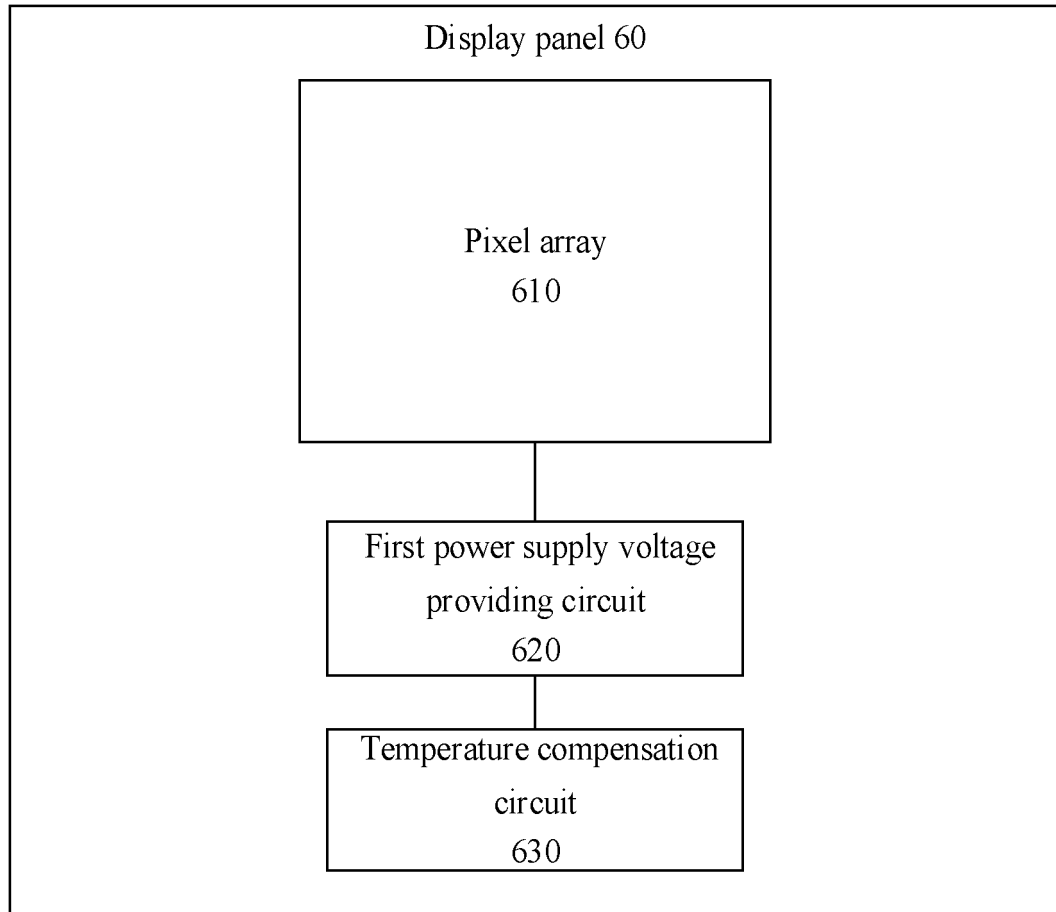 Display panel 60
Pixel array
610
First power supply voltage
providing circuit
620
Temperature compensation
circuit
630